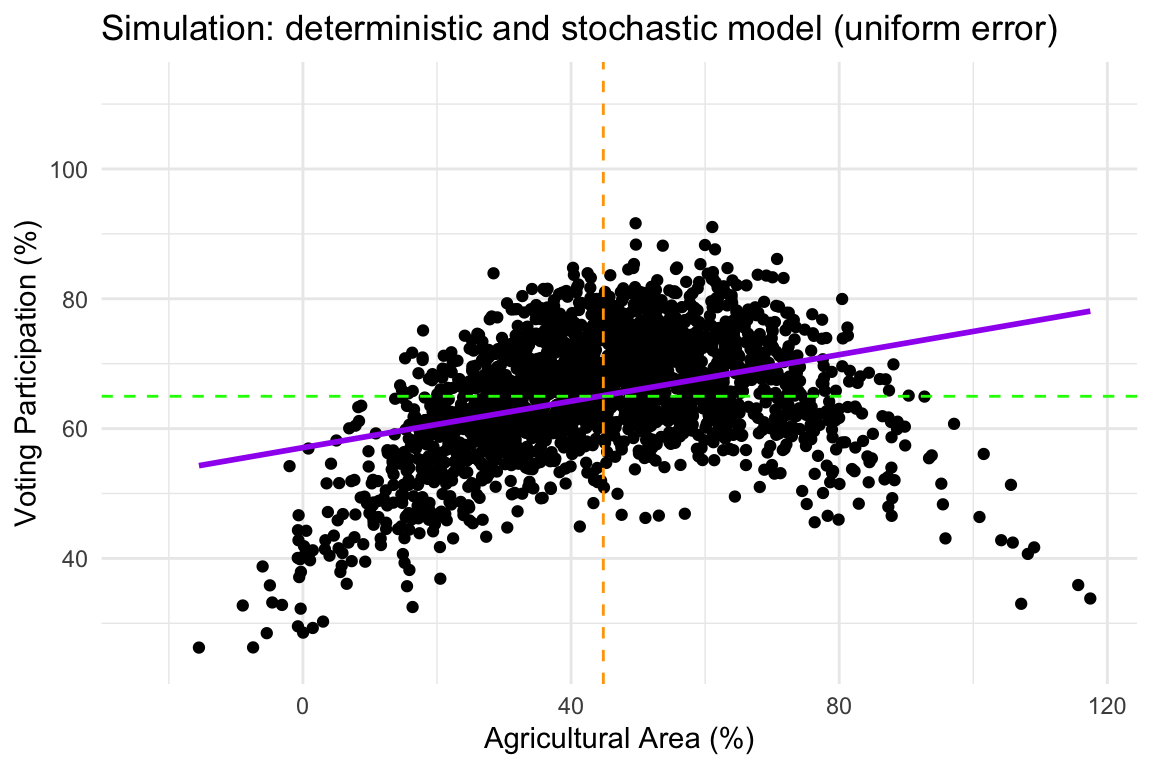 Simulation: deterministic and stochastic model (uniform error)
Voting Participation (%)
100
80
60
40
0 40 80 120
Agricultural Area (%)